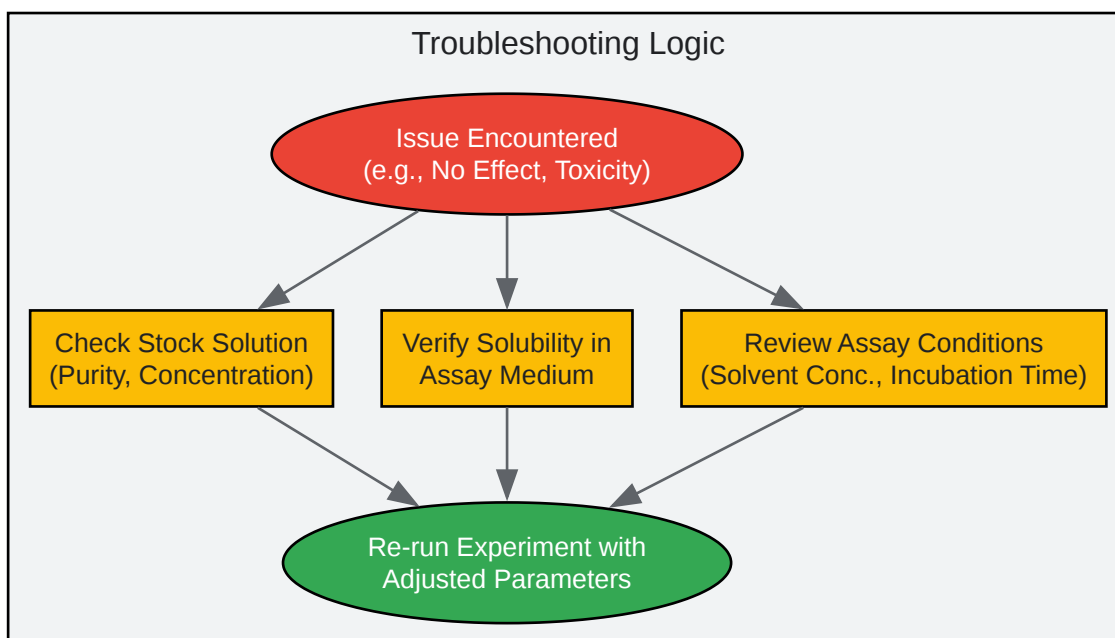 Troubleshooting Logic
Issue Encountered
(e.g., No Effect, Toxicity)
Check Stock Solution
(Purity, Concentration)
Verify Solubility in
Assay Medium
Review Assay Conditions
(Solvent Conc., Incubation Time)
Re-run Experiment with
Adjusted Parameters